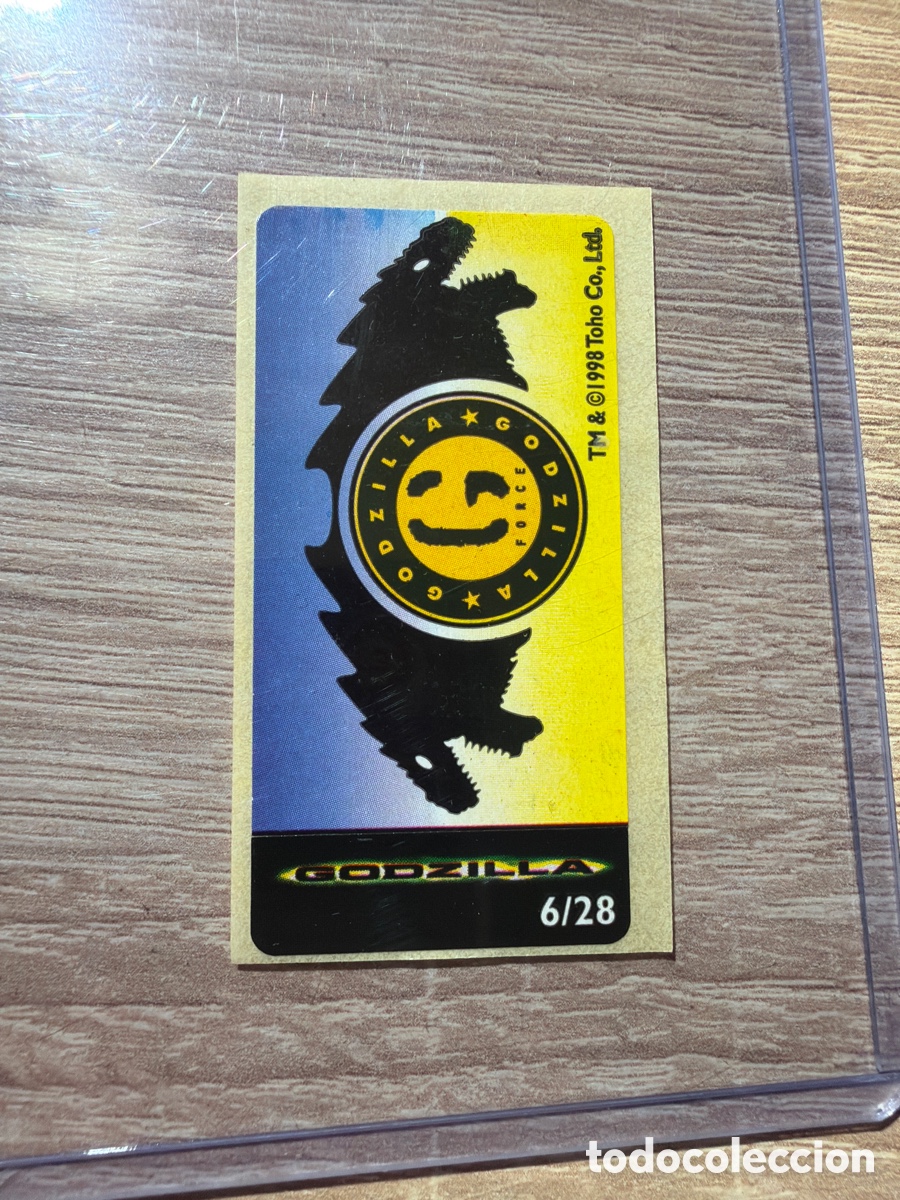 TM & ©1998 Toho Co., Ltd.
GODZILLA ★ GODZILLA ★
G
FORCE
GODZILLA
6/28
todocoleccion